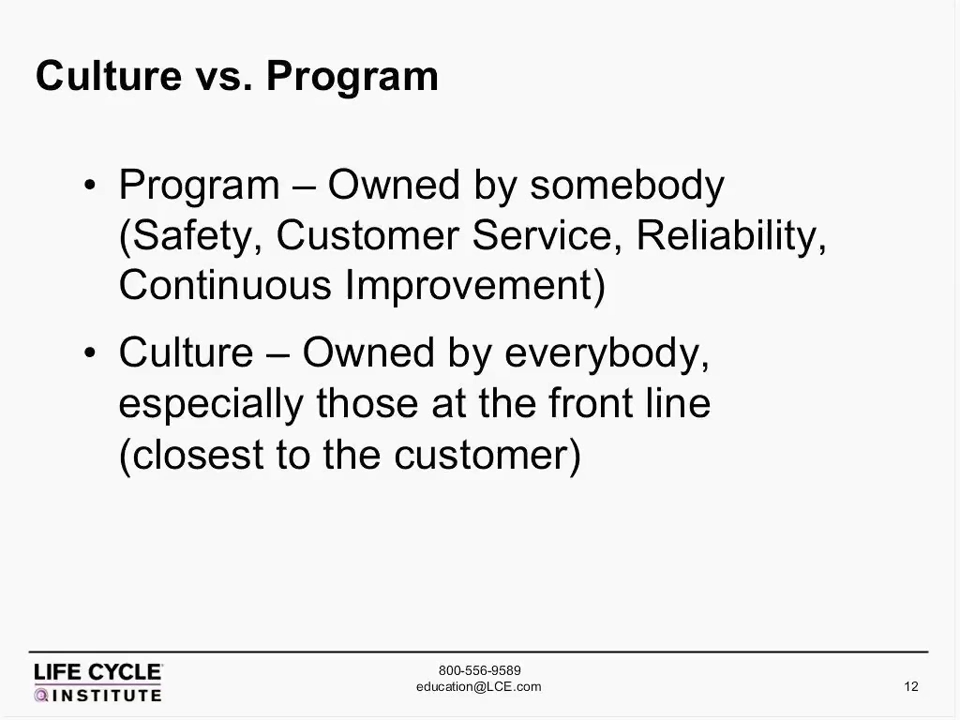 Culture vs. Program
• Program – Owned by somebody
(Safety, Customer Service, Reliability,
Continuous Improvement)
• Culture – Owned by everybody,
especially those at the front line
(closest to the customer)
LIFE CYCLE
INSTITUTE
800-556-9589
education@LCE.com
12